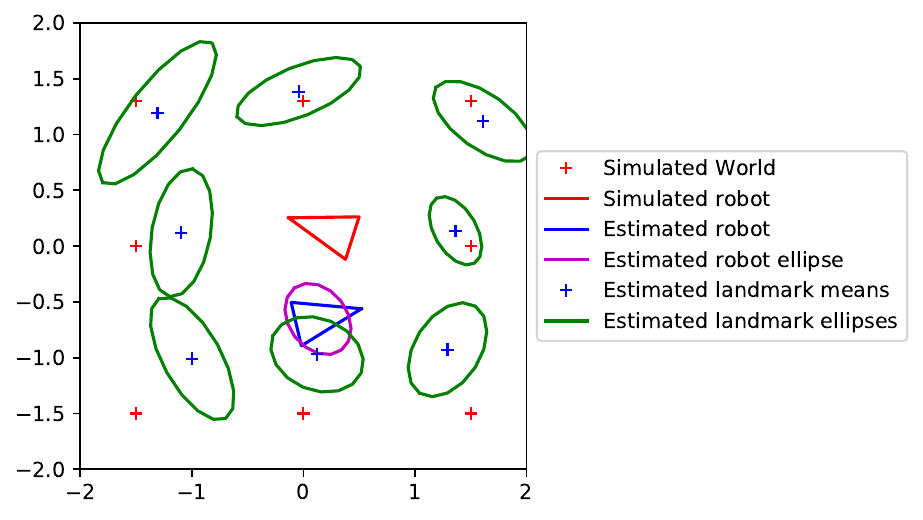 2.0
1.5
1.0
0.5
0.0
−0.5
−1.0
−1.5
−2.0
−2 −1 0 1 2
Simulated World
Simulated robot
Estimated robot
Estimated robot ellipse
Estimated landmark means
Estimated landmark ellipses